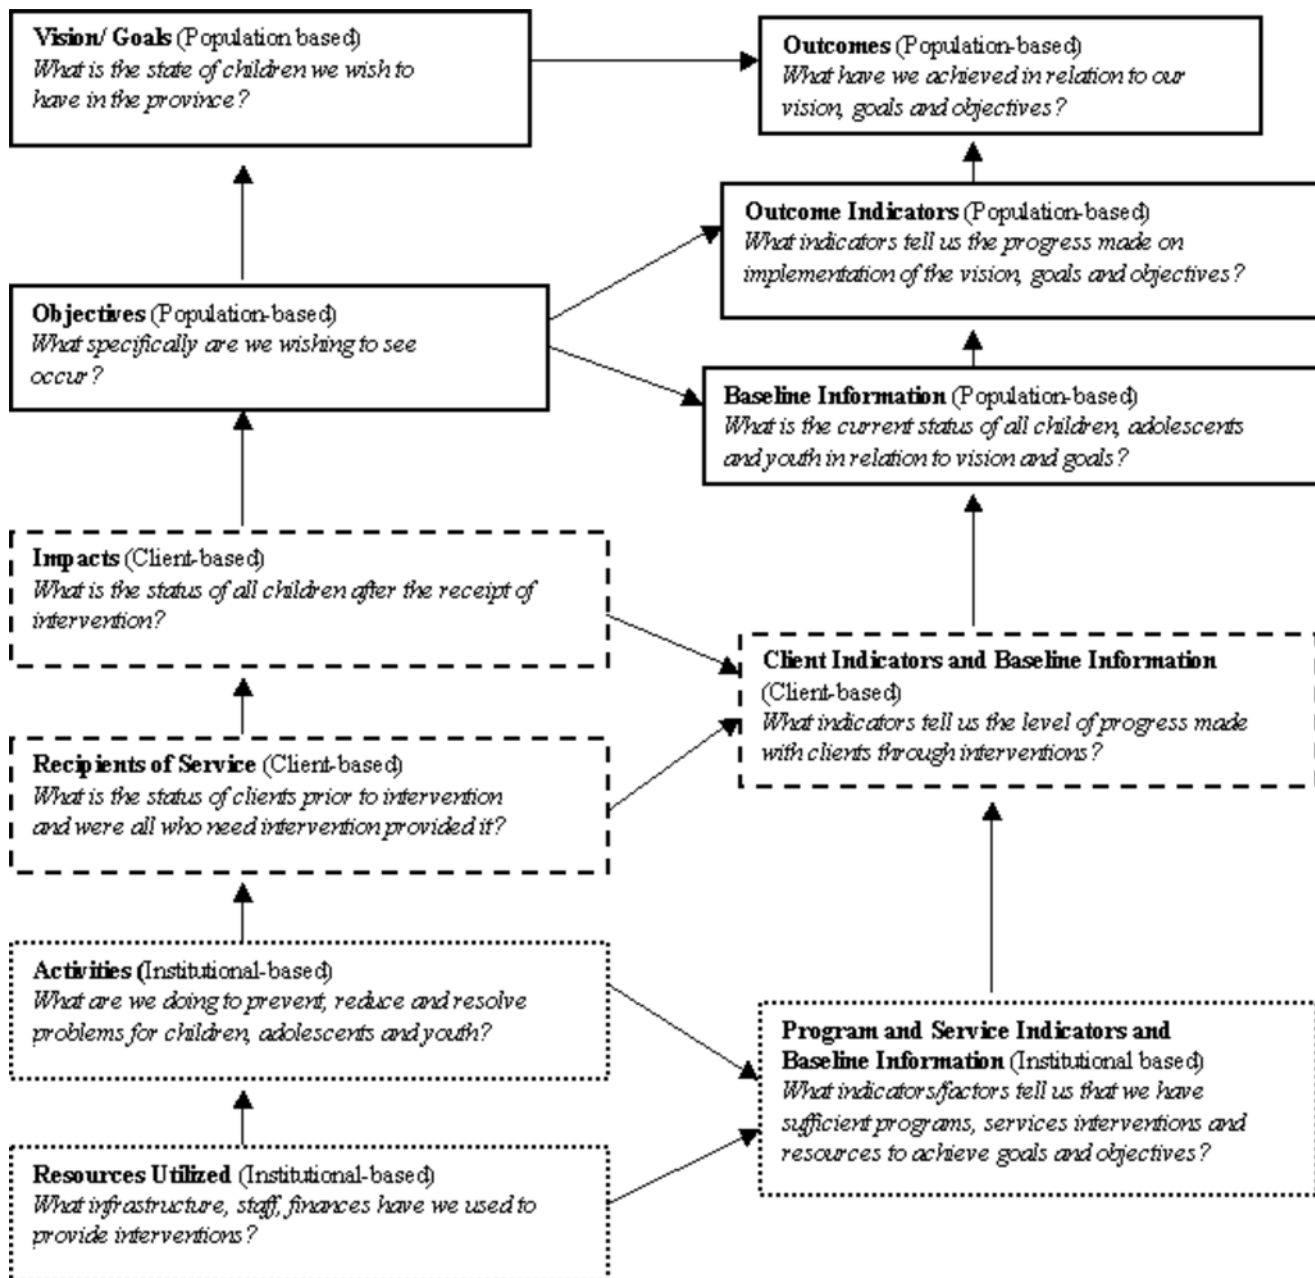 Vision/ Goals (Population based)
What is the state of children we wish to
have in the province?
Outcomes (Population-based)
What have we achieved in relation to our
vision, goals and objectives?
Outcome Indicators (Population-based)
What indicators tell us the progress made on
implementation of the vision, goals and objectives?
Objectives (Population-based)
What specifically are we wishing to see
occur?
Baseline Information (Population-based)
What is the current status of all children, adolescents
and youth in relation to vision and goals?
Impacts (Client-based)
What is the status of all children after the receipt of
intervention?
Client Indicators and Baseline Information
(Client-based)
What indicators tell us the level of progress made
with clients through interventions?
Recipients of Service (Client-based)
What is the status of clients prior to intervention
and were all who need intervention provided it?
Activities (Institutional-based)
What are we doing to prevent, reduce and resolve
problems for children, adolescents and youth?
Program and Service Indicators and
Baseline Information (Institutional based)
What indicators/factors tell us that we have
sufficient programs, services interventions and
resources to achieve goals and objectives?
Resources Utilized (Institutional-based)
What infrastructure, staff, finances have we used to
provide interventions?